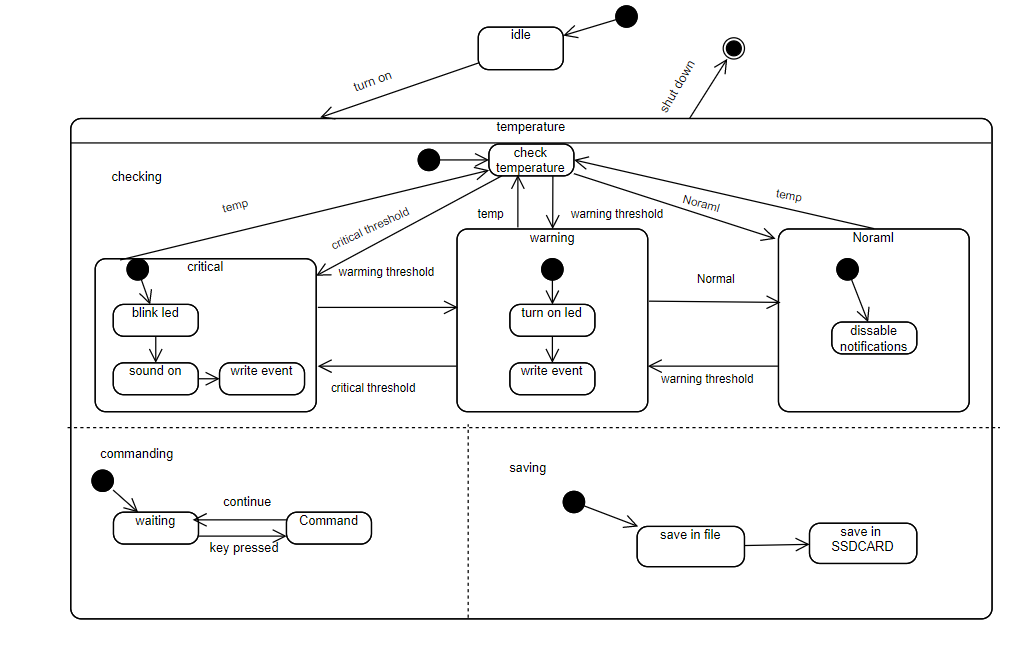 idle
turn on
shut down
temperature
check
temperature
checking
temp
critical threshold
temp
warning threshold
Noraml
temp
critical
warming threshold
warning
Normal
Noraml
blink led
turn on led
dissable
notifications
sound on
write event
write event
critical threshold
warning threshold
commanding
saving
continue
waiting
Command
key pressed
save in file
save in
SSDCARD